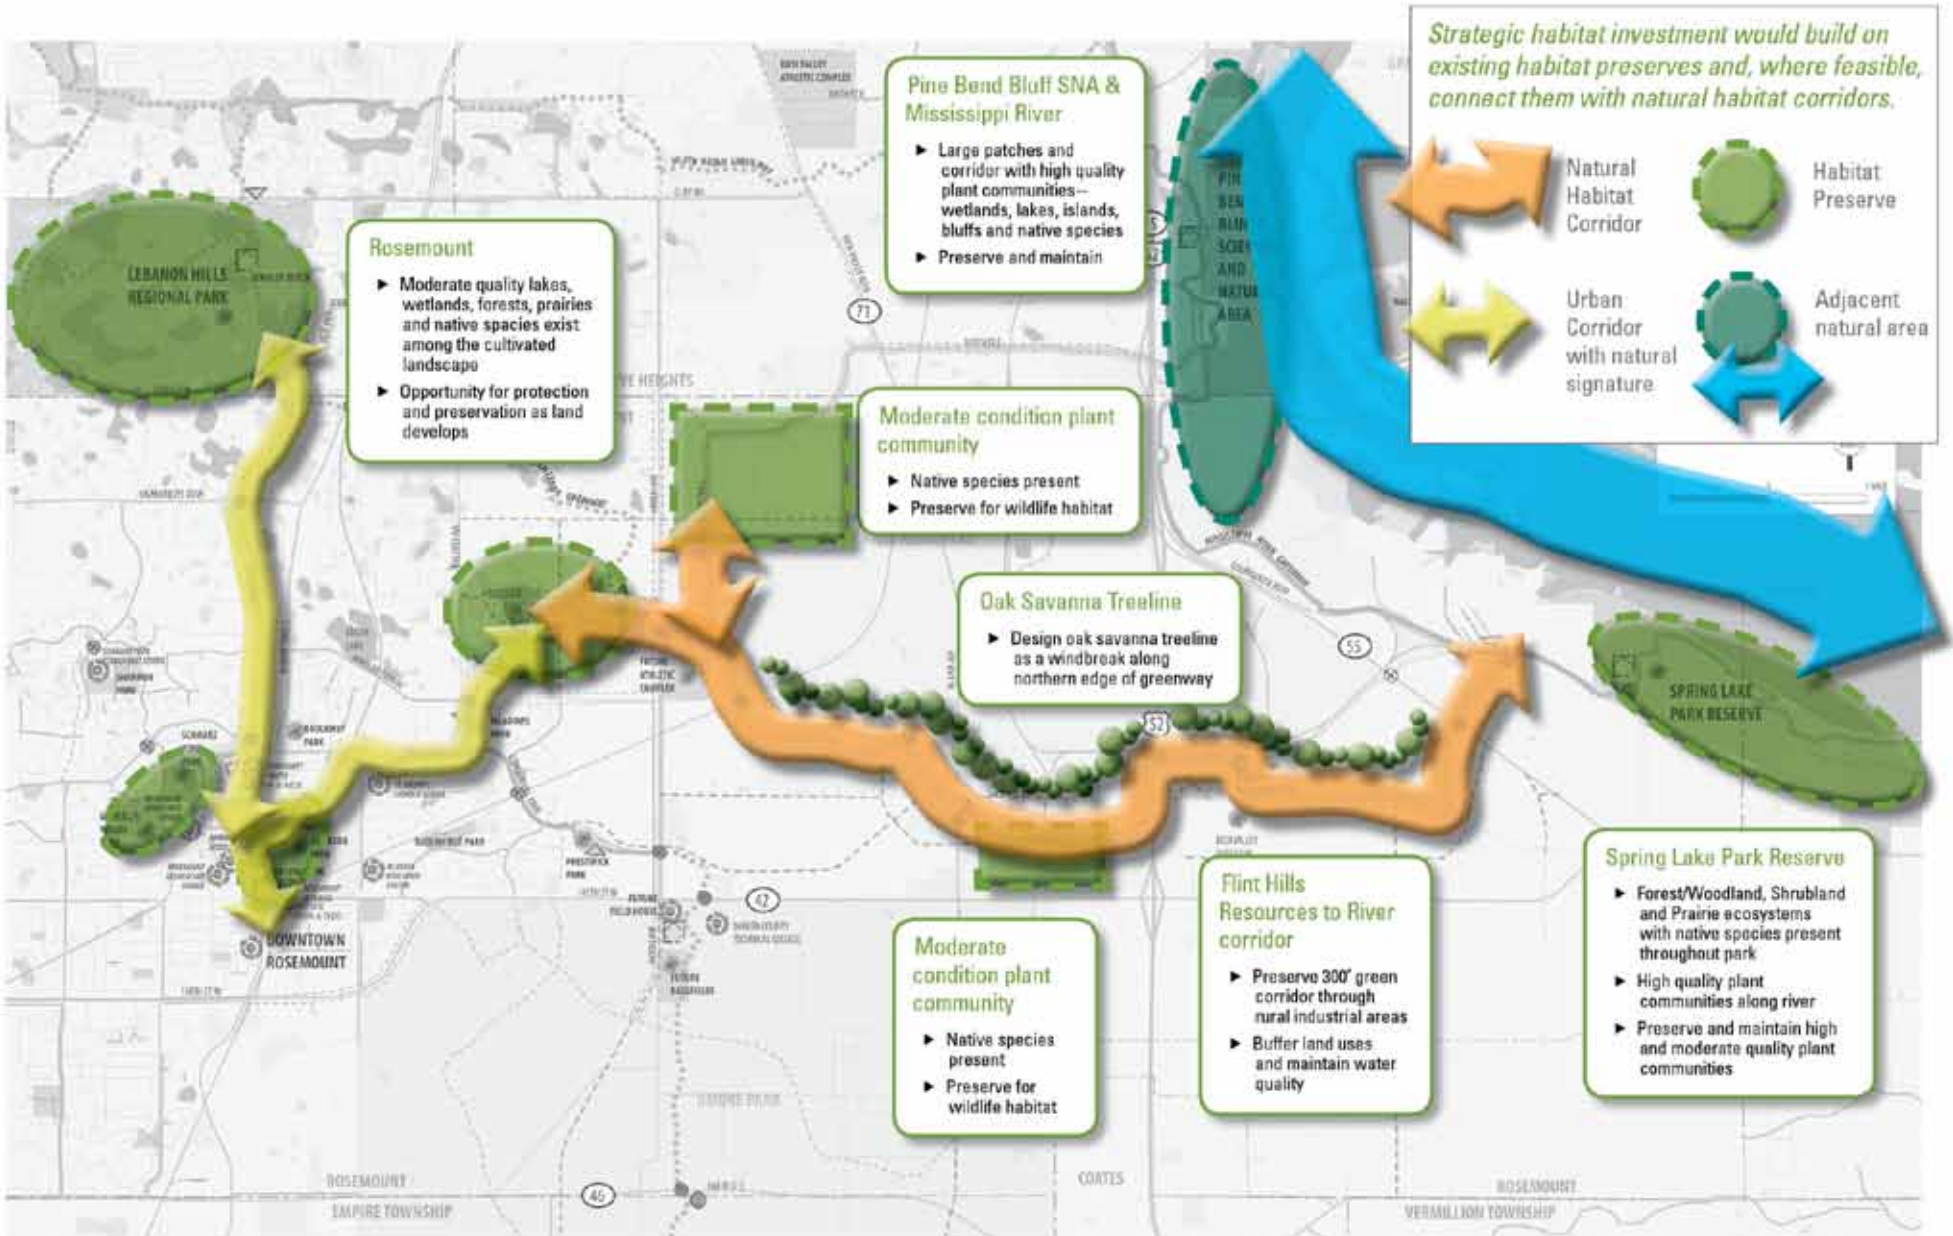 Strategic habitat investment would build on
existing habitat preserves and, where feasible,
connect them with natural habitat corridors.
Natural
Habitat
Corridor
Habitat
Preserve
Urban
Corridor
with natural
signature
Adjacent
natural area
Pine Bend Bluff SNA &
Mississippi River
► Large patches and
corridor with high quality
plant communities–
wetlands, lakes, islands,
bluffs and native species
► Preserve and maintain
Rosemount
► Moderate quality lakes,
wetlands, forests, prairies
and native spacies exist
among the cultivated
landscape
► Opportunity for protection
and preservation as land
develops
LEBANON HILLS
REGIONAL PARK
71
Moderate condition plant
community
► Native species present
► Preserve for wildlife habitat
Oak Savanna Treeline
► Design oak savanna treeline
as a windbreak along
northern edge of greenway
55
52
SPRING LAKE
PARK RESERVE
AND
AREA
FUTURE
ATHLETIC
COMPLEX
SCHWARZ
PARK
42
DOWNTOWN
ROSEMOUNT
Moderate
condition plant
community
► Native species
present
► Preserve for
wildlife habitat
Flint Hills
Resources to River
corridor
► Preserve 300' green
corridor through
rural industrial areas
► Buffer land uses
and maintain water
quality
Spring Lake Park Reserve
► Forest/Woodland, Shrubland
and Prairie ecosystems
with native species present
throughout park
► High quality plant
communities along river
► Preserve and maintain high
and moderate quality plant
communities
COATES
ROSEMOUNT
EMPIRE TOWNSHIP
46
ROSEMOUNT
VERMILLION TOWNSHIP